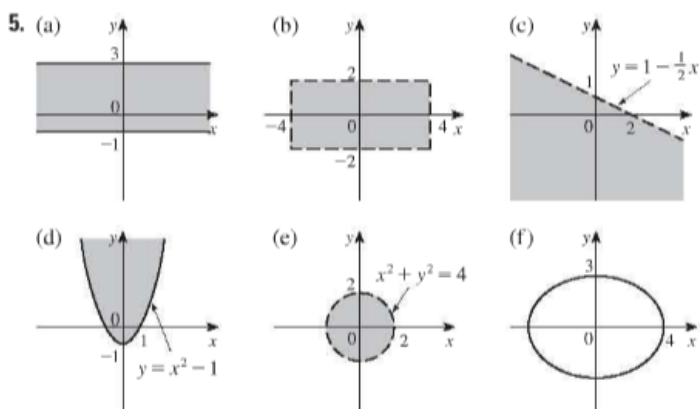 5. (a)
y
3
0
x
−1
(b)
y
2
−4
0
4 x
−2
(c)
y
y = 1 − ½x
1
0
2
x
(d)
y
0
1
x
−1
y = x² − 1
(e)
y
x² + y² = 4
2
0
2
x
(f)
y
3
0
4 x